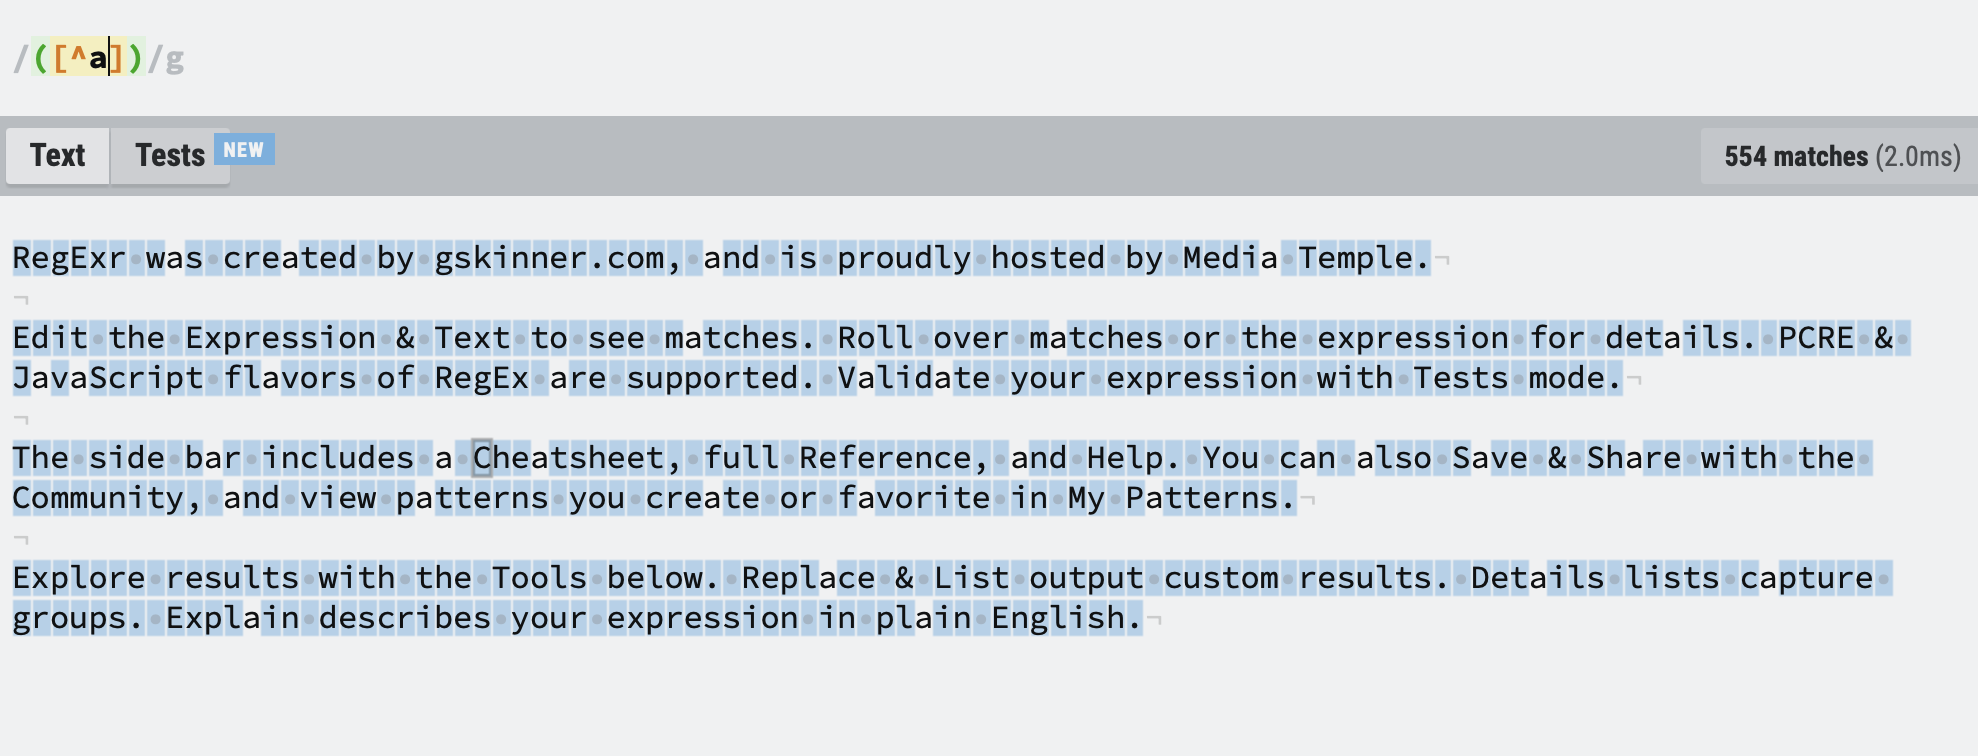 /([^a])/g
Text Tests NEW 554 matches (2.0ms)
RegExr was created by gskinner.com, and is proudly hosted by Media Temple.
Edit the Expression & Text to see matches. Roll over matches or the expression for details. PCRE &
JavaScript flavors of RegEx are supported. Validate your expression with Tests mode.
The side bar includes a Cheatsheet, full Reference, and Help. You can also Save & Share with the
Community, and view patterns you create or favorite in My Patterns.
Explore results with the Tools below. Replace & List output custom results. Details lists capture
groups. Explain describes your expression in plain English.